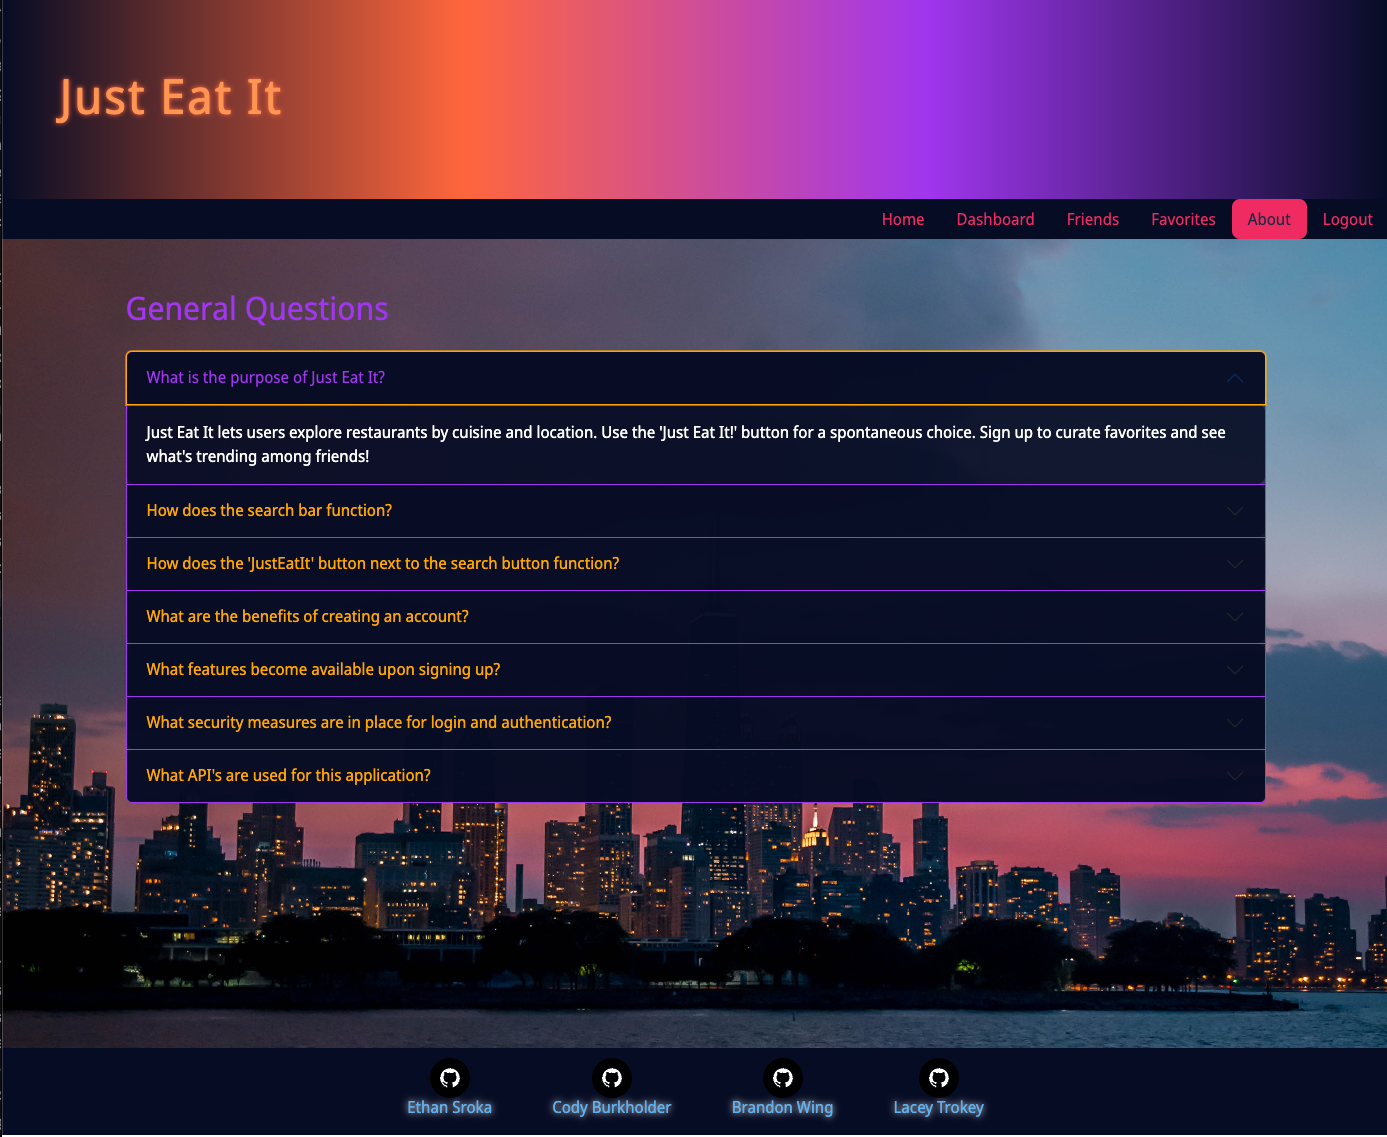 Just Eat It
Home Dashboard Friends Favorites About Logout
General Questions
What is the purpose of Just Eat It?
Just Eat It lets users explore restaurants by cuisine and location. Use the 'Just Eat It!' button for a spontaneous choice. Sign up to curate favorites and see
what's trending among friends!
How does the search bar function?
How does the 'JustEatIt' button next to the search button function?
What are the benefits of creating an account?
What features become available upon signing up?
What security measures are in place for login and authentication?
What API's are used for this application?
Ethan Sroka Cody Burkholder Brandon Wing Lacey Trokey